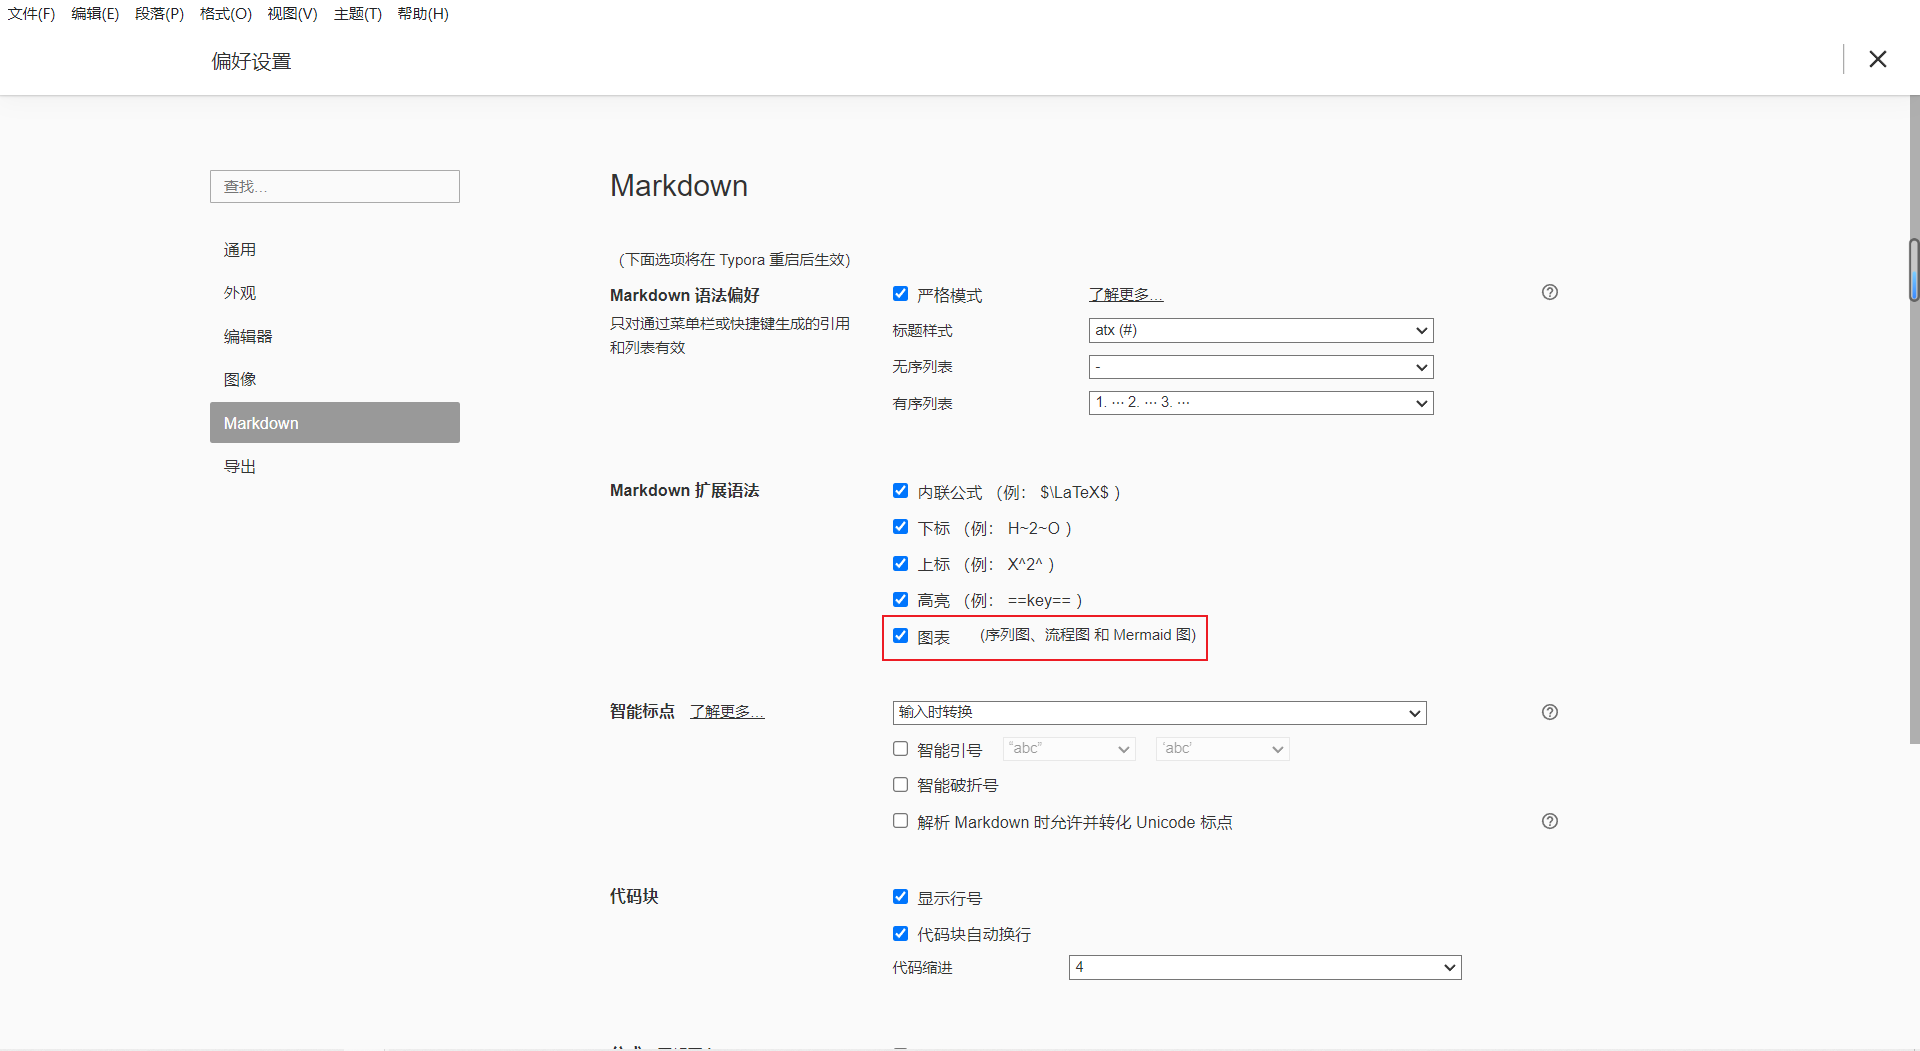 文件(F) 编辑(E) 段落(P) 格式(O) 视图(V) 主题(T) 帮助(H)
偏好设置
查找...
通用
外观
编辑器
图像
Markdown
导出
Markdown
(下面选项将在 Typora 重启后生效)
Markdown 语法偏好
只对通过菜单栏或快捷键生成的引用
和列表有效
严格模式 了解更多...
标题样式 atx (#)
无序列表 -
有序列表 1. ··· 2. ··· 3. ···
Markdown 扩展语法
内联公式 (例： $\LaTeX$ )
下标 (例： H~2~O )
上标 (例： X^2^ )
高亮 (例： ==key== )
图表 (序列图、流程图 和 Mermaid 图)
智能标点 了解更多... 输入时转换
智能引号 “abc” ‘abc’
智能破折号
解析 Markdown 时允许并转化 Unicode 标点
代码块
显示行号
代码块自动换行
代码缩进 4